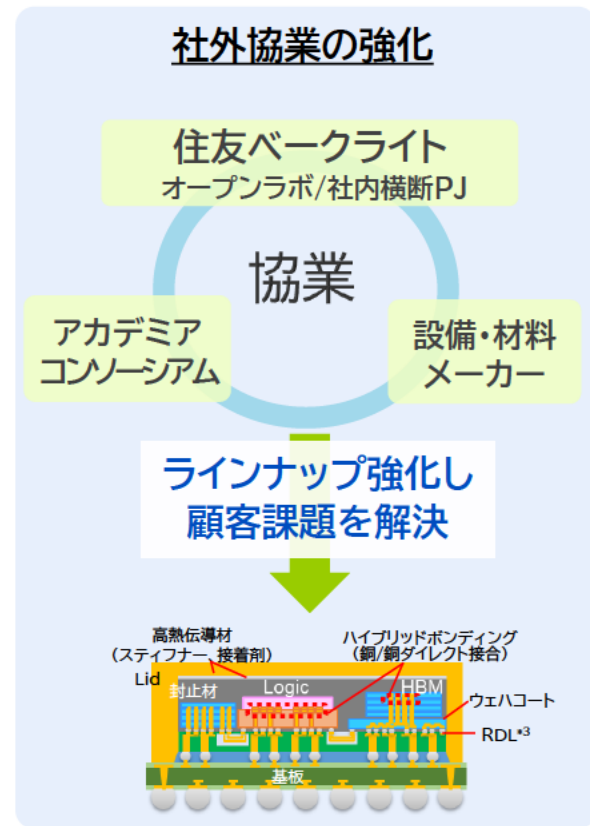 社外協業の強化
住友ベークライト
オープンラボ/社内横断PJ
協業
アカデミア
コンソーシアム
設備・材料
メーカー
ラインナップ強化し
顧客課題を解決
高熱伝導材
(スティフナー、接着剤)
ハイブリッドボンディング
(銅/銅ダイレクト接合)
Lid
封止材
Logic
HBM
ウェハコート
RDL*3
基板